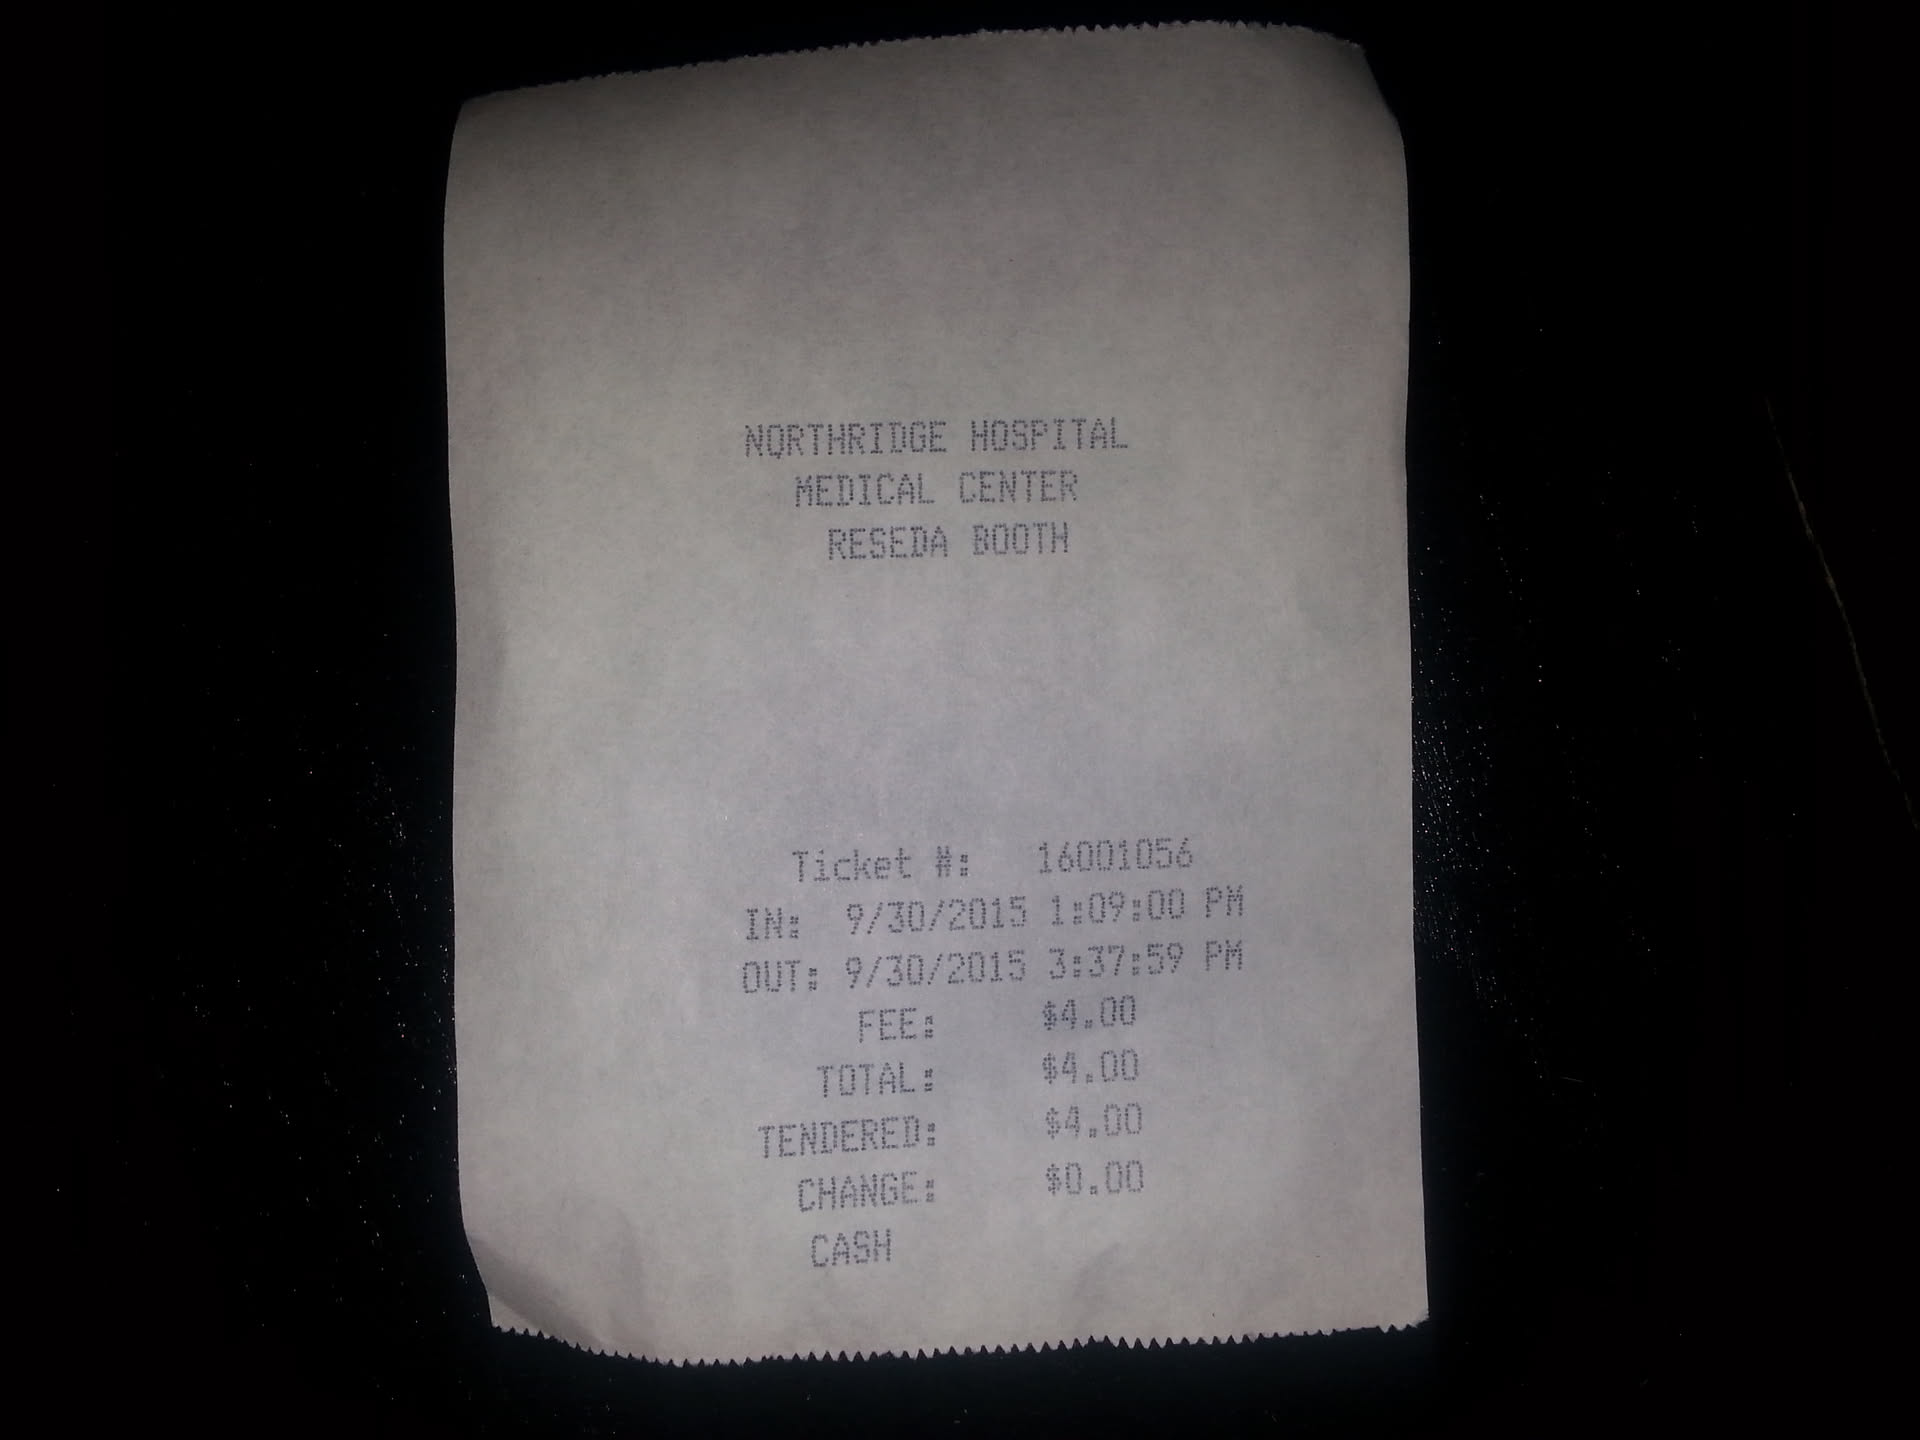 NORTHRIDGE HOSPITAL
MEDICAL CENTER
RESEDA BOOTH
Ticket #: 16001056
IN: 9/30/2015 1:09:00 PM
OUT: 9/30/2015 3:37:59 PM
FEE: $4.00
TOTAL: $4.00
TENDERED: $4.00
CHANGE: $0.00
CASH